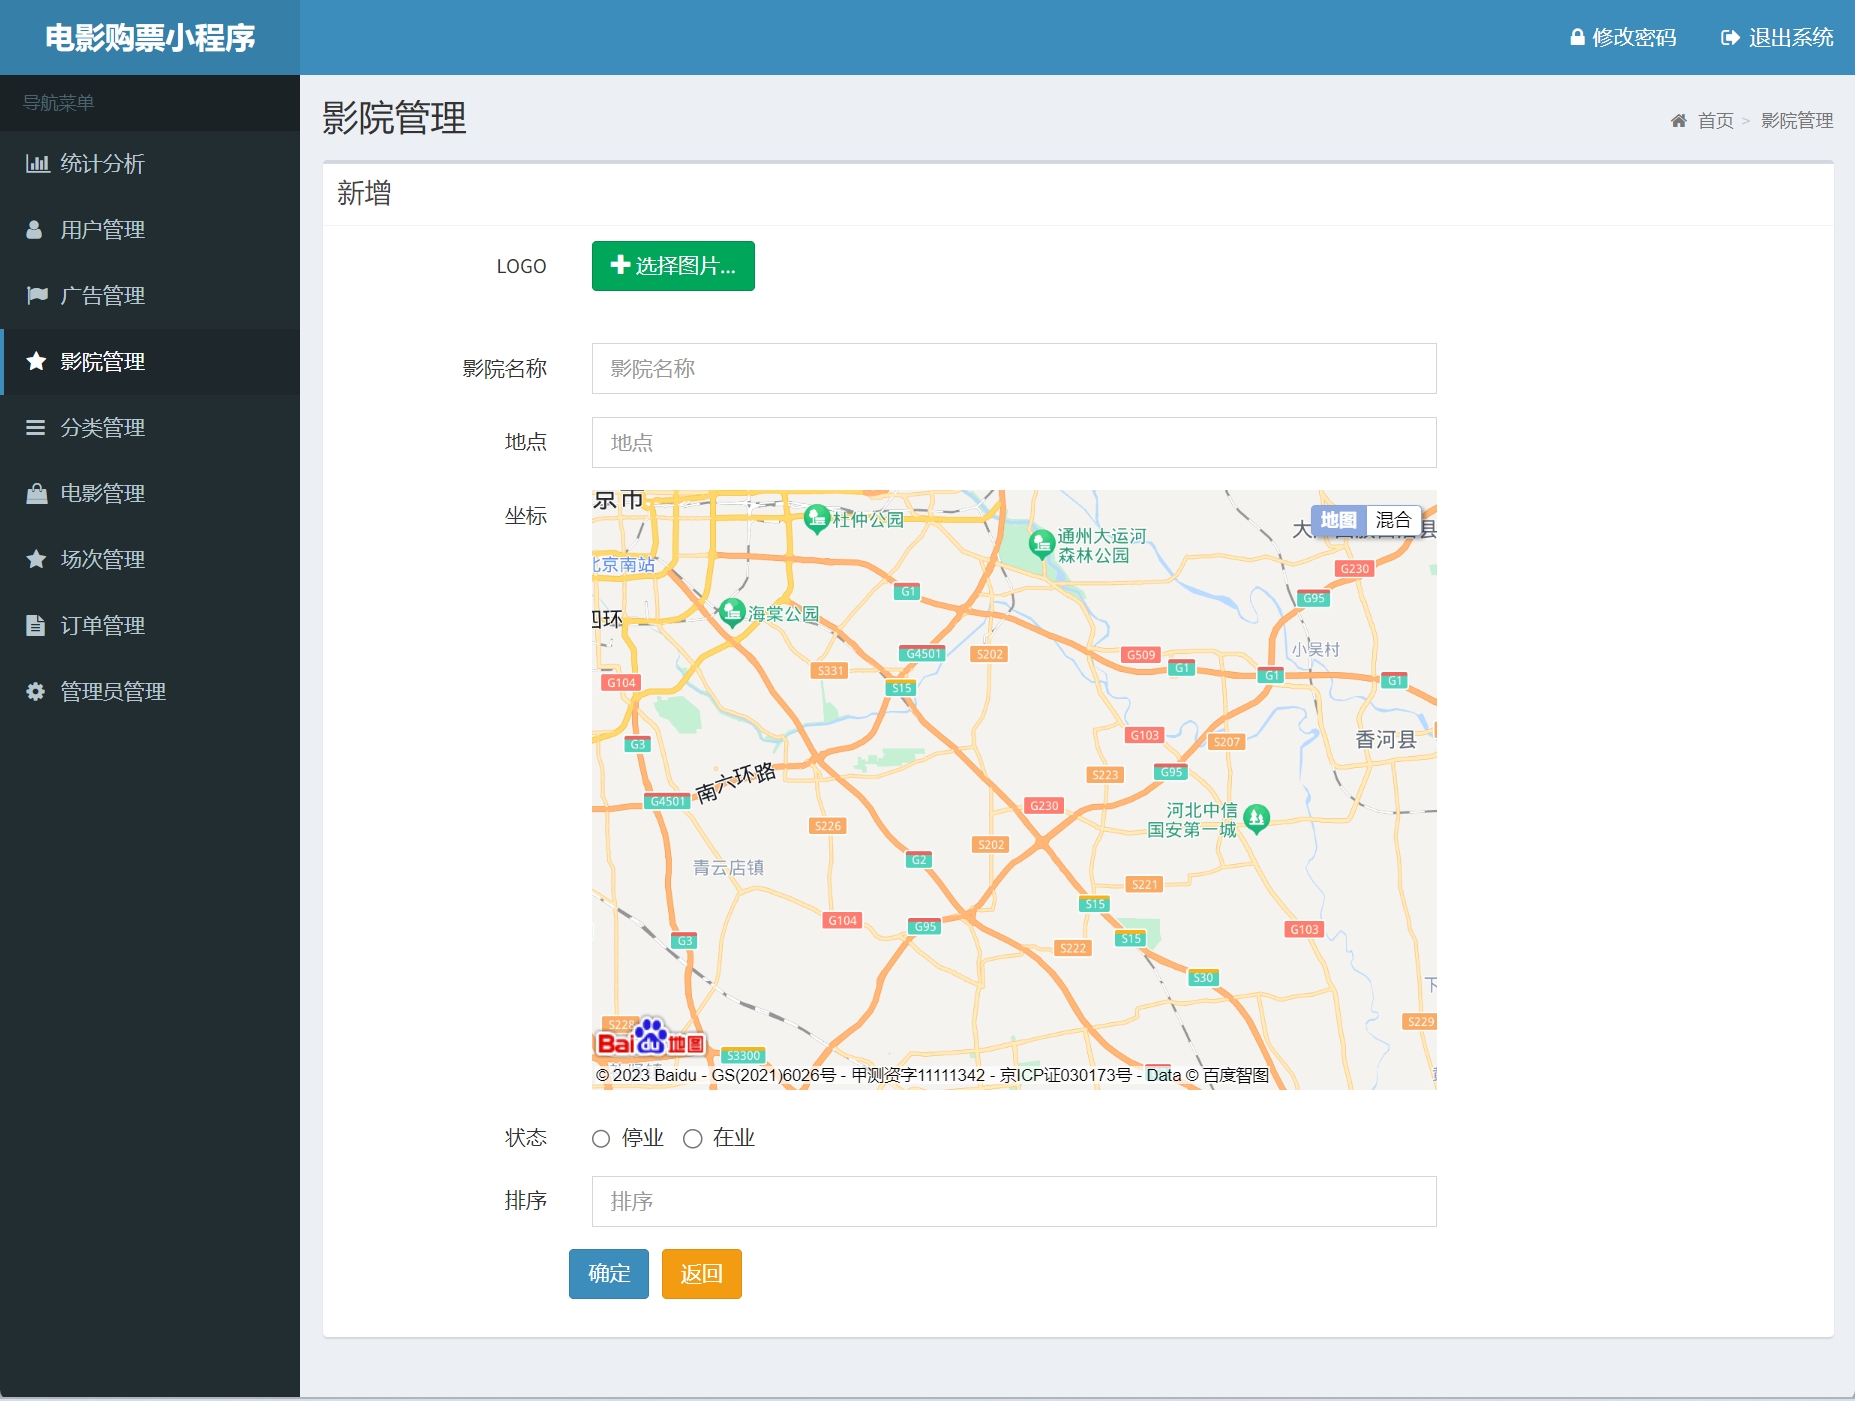 电影购票小程序
修改密码
退出系统
导航菜单
统计分析
用户管理
广告管理
影院管理
分类管理
电影管理
场次管理
订单管理
管理员管理
影院管理
首页 > 影院管理
新增
LOGO
选择图片...
影院名称
影院名称
地点
地点
坐标
京市
杜仲公园
通州大运河
森林公园
地图
混合
北京南站
G230
G1
G95
四环
海棠公园
G4501
S202
G509
小吴村
S331
G1
G1
G1
G104
S15
G3
G103
S207
香河县
南六环路
S223
G95
G4501
G230
河北中信
国安第一城
S226
S202
G2
青云店镇
S221
S15
G104
G95
G103
G3
S222
S15
S30
S228
S229
Baidu地图
S3300
© 2023 Baidu - GS(2021)6026号 - 甲测资字11111342 - 京ICP证030173号 - Data © 百度智图
状态
停业
在业
排序
排序
确定
返回